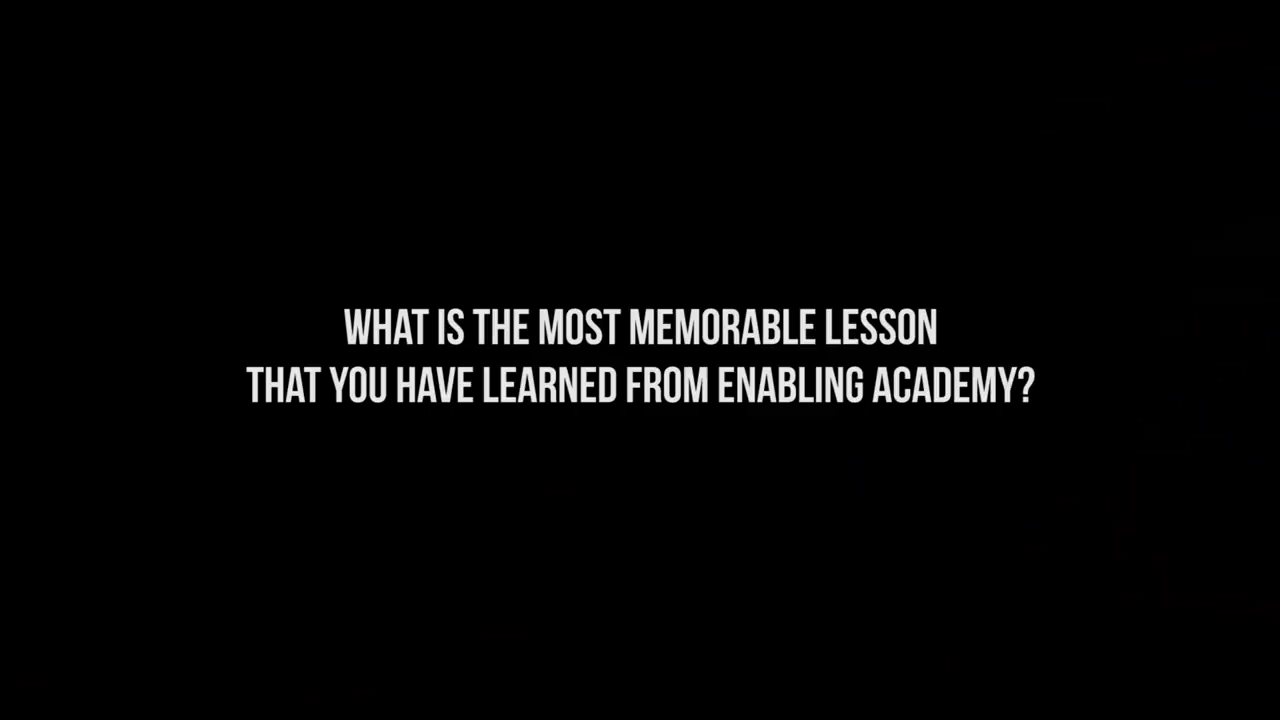 WHAT IS THE MOST MEMORABLE LESSON
THAT YOU HAVE LEARNED FROM ENABLING ACADEMY?